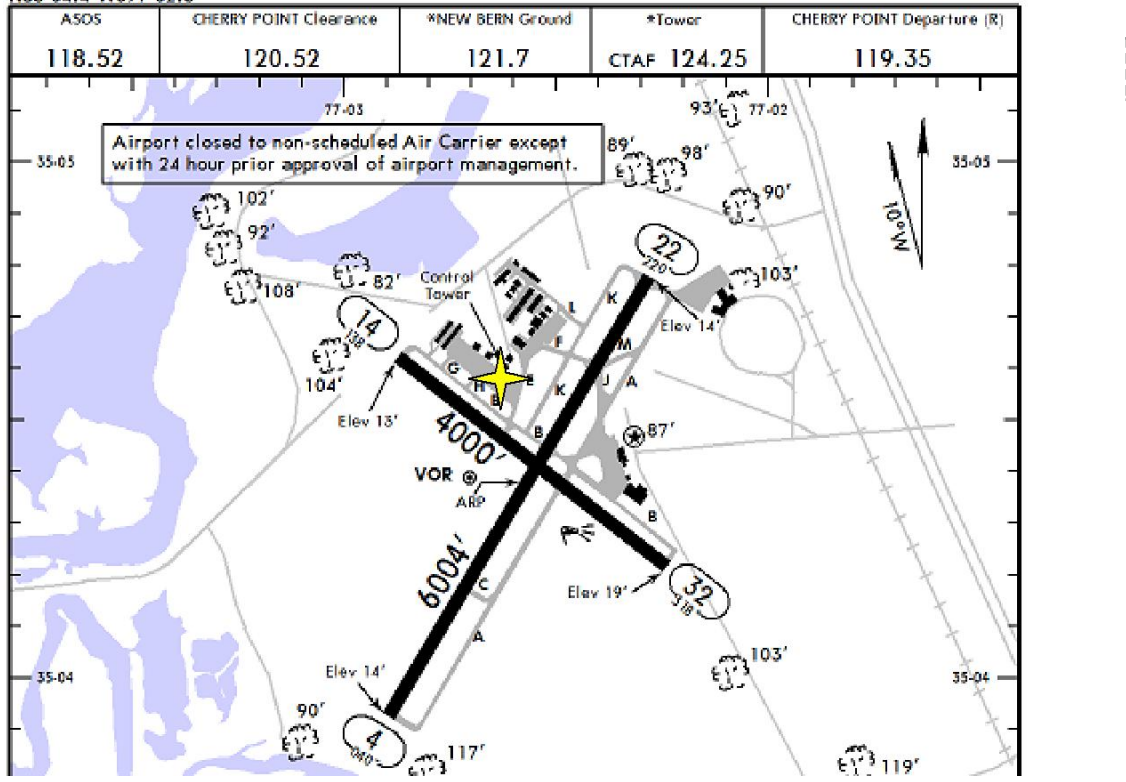 ASOS
118.52
CHERRY POINT Clearance
120.52
*NEW BERN Ground
121.7
*Tower
CTAF 124.25
CHERRY POINT Departure (R)
119.35
77-03
93'
77-02
Airport closed to non-scheduled Air Carrier except
with 24 hour prior approval of airport management.
35-05
89'
98'
35-05
90'
10°W
102'
92'
108'
82'
22
220°
103'
Control
Tower
K
L
Elev 14'
14
138°
F
M
104'
G
H
E
J
A
K
B
Elev 13'
4000'
B
87'
VOR
ARP
B
6004'
C
Elev 19'
32
318°
A
103'
35-04
Elev 14'
35-04
90'
4
040°
117'
119'